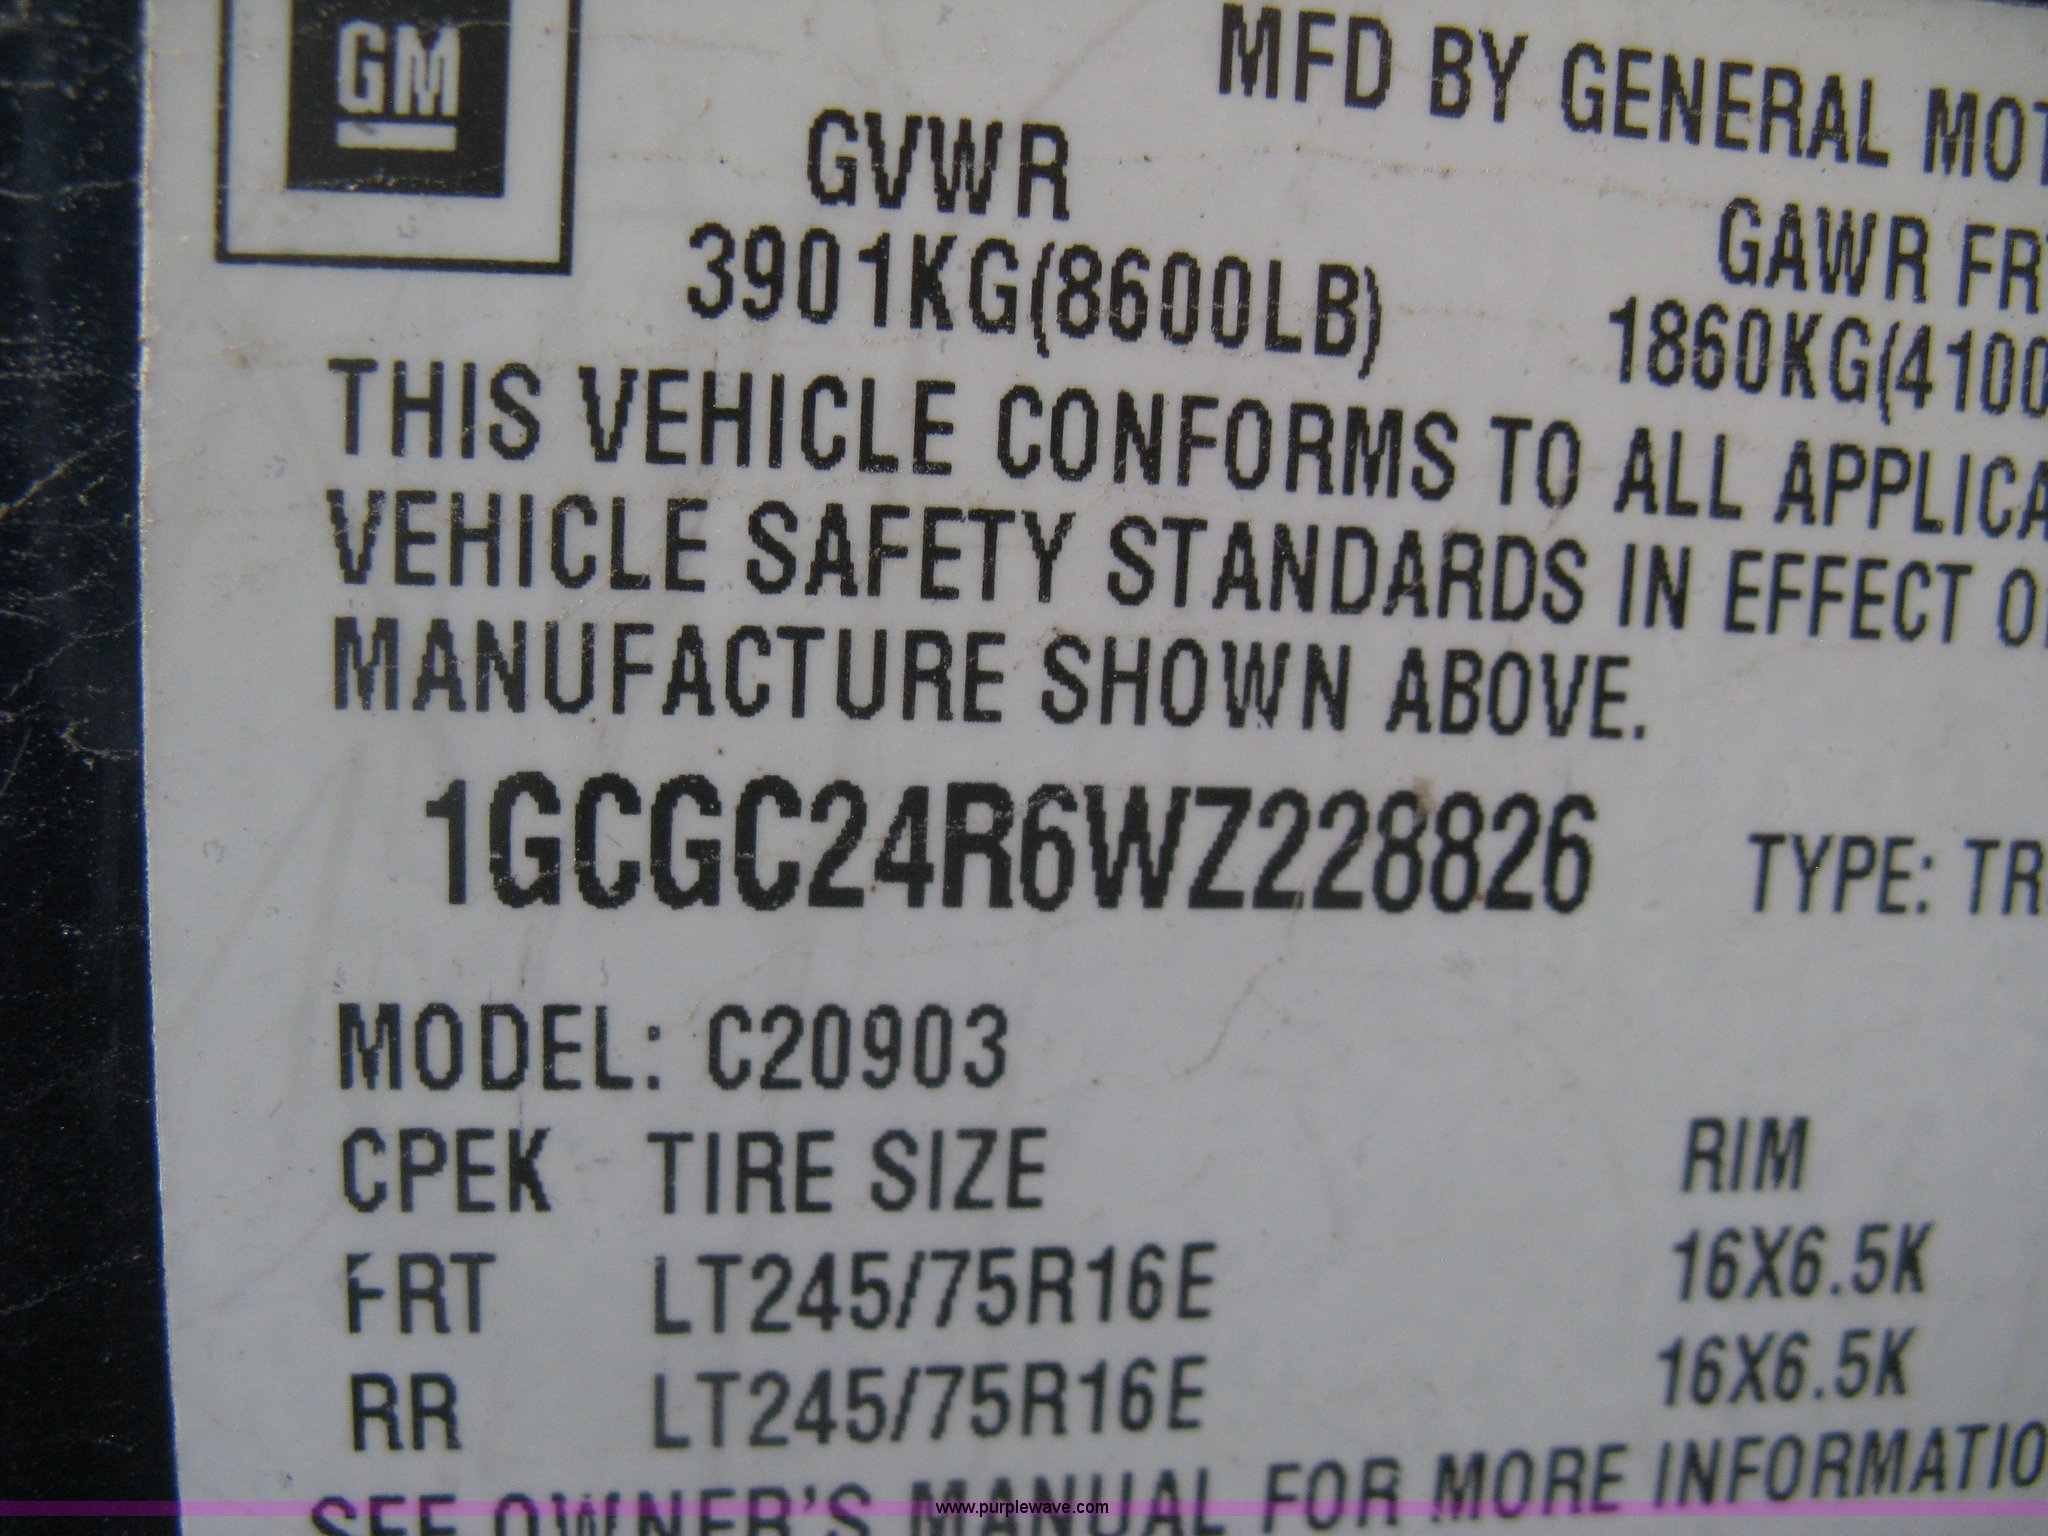 GM
MFD BY GENERAL MOT
GVWR
GAWR FRT
3901KG(8600LB)
1860KG(4100
THIS VEHICLE CONFORMS TO ALL APPLICA
VEHICLE SAFETY STANDARDS IN EFFECT O
MANUFACTURE SHOWN ABOVE.
1GCGC24R6WZ228826
TYPE: TR
MODEL: C20903
CPEK TIRE SIZE RIM
FRT LT245/75R16E 16X6.5K
RR LT245/75R16E 16X6.5K
SEE OWNER'S MANUAL FOR MORE INFORMATIO
www.purplewave.com